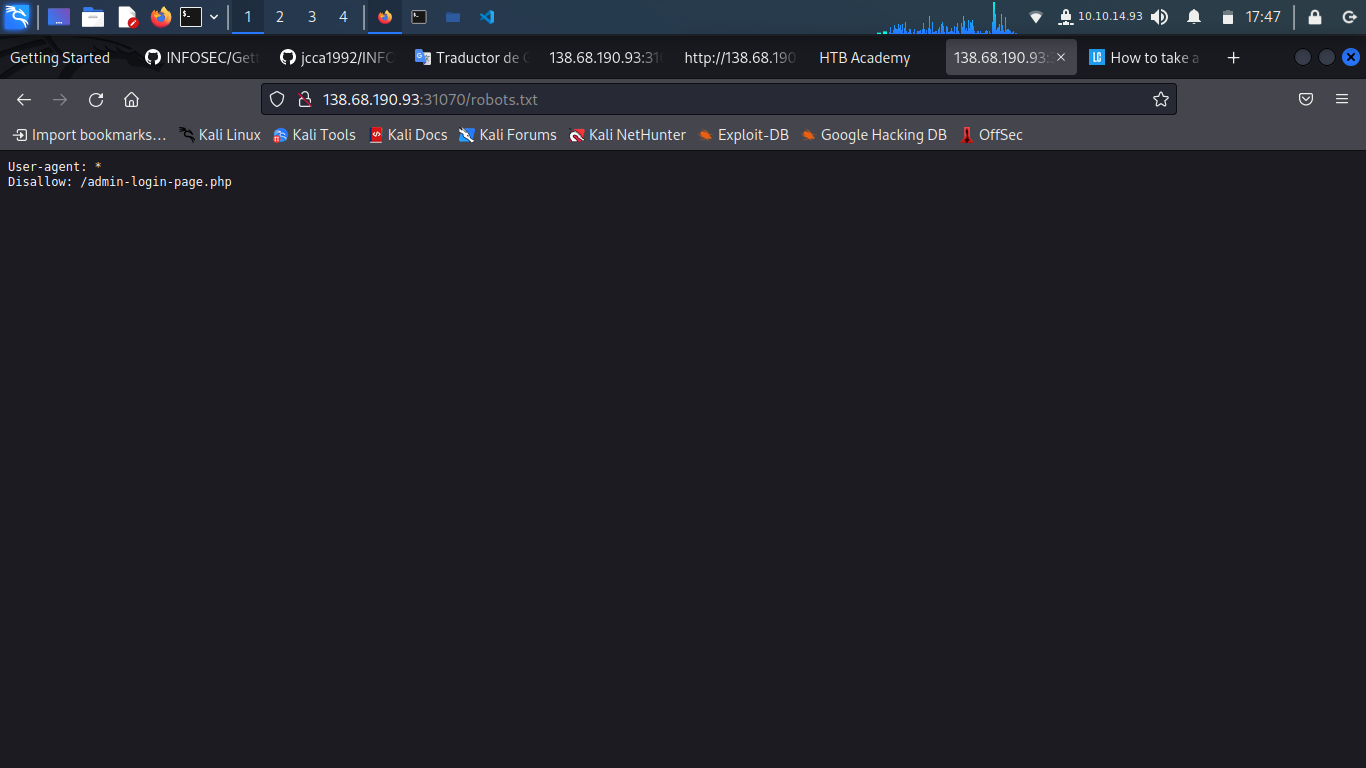 1 2 3 4 10.10.14.93 17:47
Getting Started INFOSEC/Gett jcca1992/INFO Traductor de G 138.68.190.93:31 http://138.68.190 HTB Academy 138.68.190.93:3 How to take a
138.68.190.93:31070/robots.txt
Import bookmarks... Kali Linux Kali Tools Kali Docs Kali Forums Kali NetHunter Exploit-DB Google Hacking DB OffSec
User-agent: *
Disallow: /admin-login-page.php